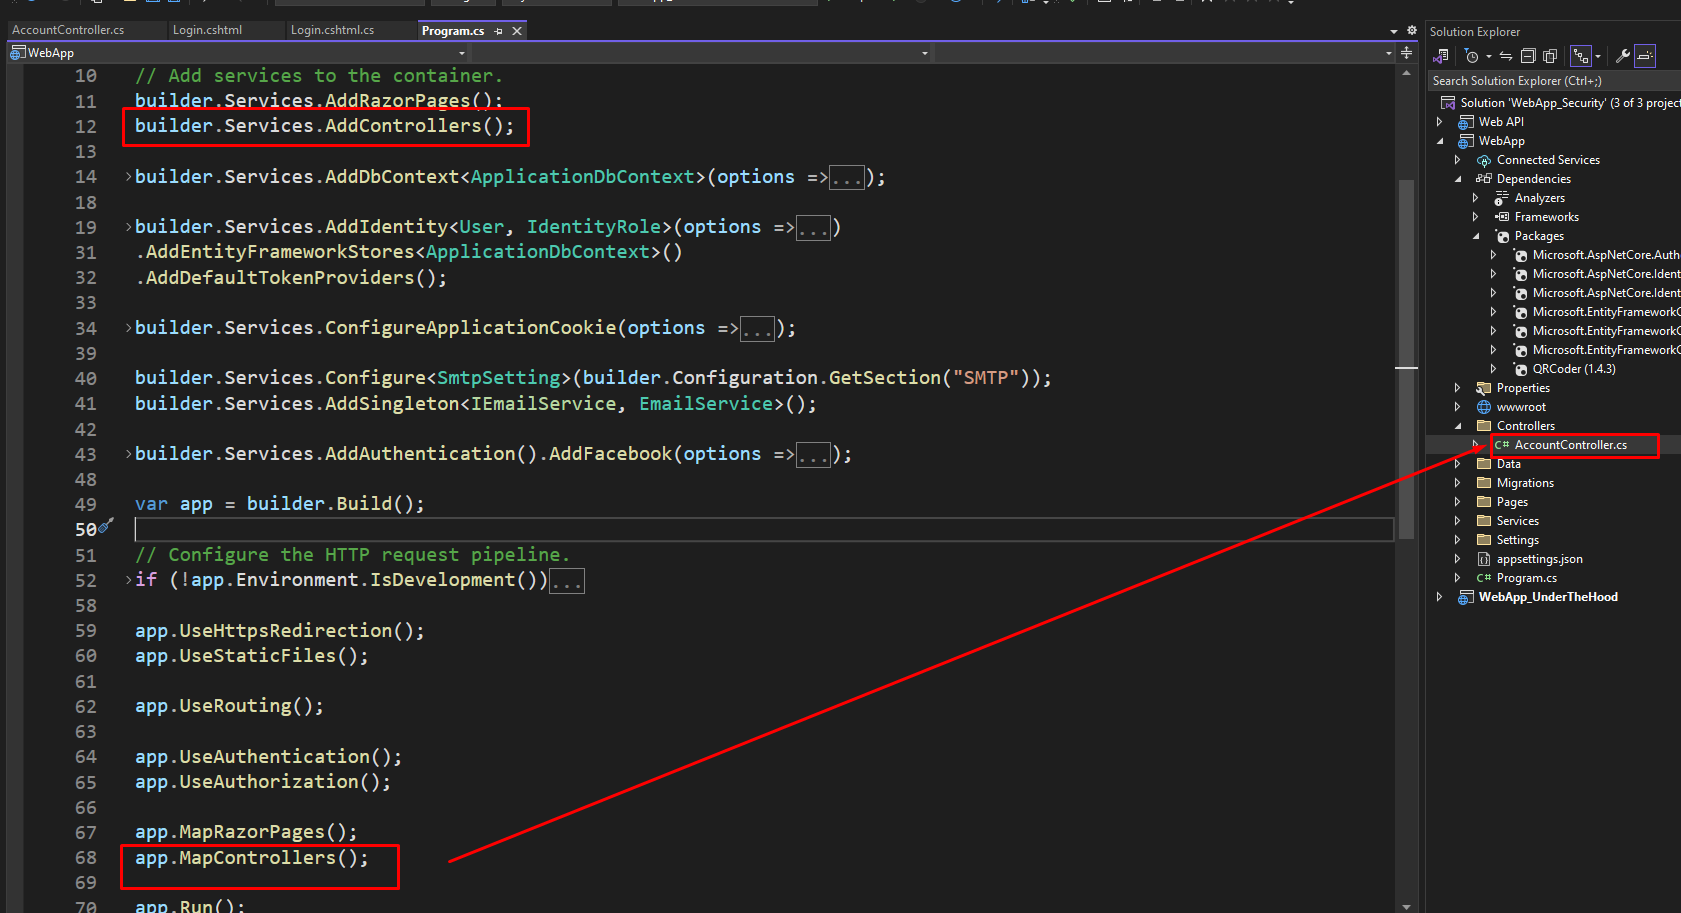 AccountController.cs
Login.cshtml
Login.cshtml.cs
Program.cs
WebApp
10 // Add services to the container.
11 builder.Services.AddRazorPages();
12 builder.Services.AddControllers();
13
14 builder.Services.AddDbContext<ApplicationDbContext>(options =>...);
18
19 builder.Services.AddIdentity<User, IdentityRole>(options =>...)
31 .AddEntityFrameworkStores<ApplicationDbContext>()
32 .AddDefaultTokenProviders();
33
34 builder.Services.ConfigureApplicationCookie(options =>...);
39
40 builder.Services.Configure<SmtpSetting>(builder.Configuration.GetSection("SMTP"));
41 builder.Services.AddSingleton<IEmailService, EmailService>();
42
43 builder.Services.AddAuthentication().AddFacebook(options =>...);
48
49 var app = builder.Build();
50
51 // Configure the HTTP request pipeline.
52 if (!app.Environment.IsDevelopment())...
58
59 app.UseHttpsRedirection();
60 app.UseStaticFiles();
61
62 app.UseRouting();
63
64 app.UseAuthentication();
65 app.UseAuthorization();
66
67 app.MapRazorPages();
68 app.MapControllers();
69
70 app.Run();
Solution Explorer
Search Solution Explorer (Ctrl+;)
Solution 'WebApp_Security' (3 of 3 project
Web API
WebApp
Connected Services
Dependencies
Analyzers
Frameworks
Packages
Microsoft.AspNetCore.Auth
Microsoft.AspNetCore.Ident
Microsoft.AspNetCore.Ident
Microsoft.EntityFrameworkC
Microsoft.EntityFrameworkC
Microsoft.EntityFrameworkC
QRCoder (1.4.3)
Properties
wwwroot
Controllers
C# AccountController.cs
Data
Migrations
Pages
Services
Settings
appsettings.json
C# Program.cs
WebApp_UnderTheHood